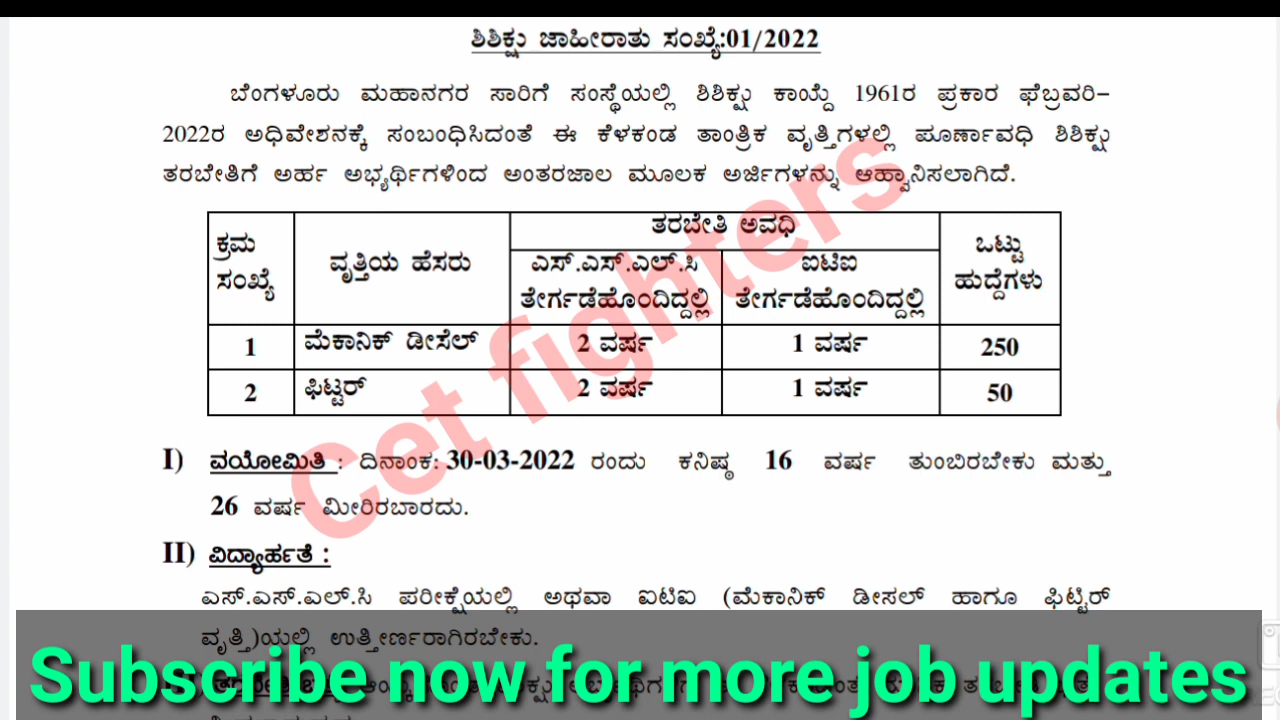 ಶಿಶಿಕ್ಷು ಜಾಹೀರಾತು ಸಂಖ್ಯೆ:01/2022
ಬೆಂಗಳೂರು ಮಹಾನಗರ ಸಾರಿಗೆ ಸಂಸ್ಥೆಯಲ್ಲಿ ಶಿಶಿಕ್ಷು ಕಾಯ್ದೆ 1961ರ ಪ್ರಕಾರ ಫೆಬ್ರವರಿ–
2022ರ ಅಧಿವೇಶನಕ್ಕೆ ಸಂಬಂಧಿಸಿದಂತೆ ಈ ಕೆಳಕಂಡ ತಾಂತ್ರಿಕ ವೃತ್ತಿಗಳಲ್ಲಿ ಪೂರ್ಣಾವಧಿ ಶಿಶಿಕ್ಷು
ತರಬೇತಿಗೆ ಅರ್ಹ ಅಭ್ಯರ್ಥಿಗಳಿಂದ ಅಂತರಜಾಲ ಮೂಲಕ ಅರ್ಜಿಗಳನ್ನು ಆಹ್ವಾನಿಸಲಾಗಿದೆ.
ಕ್ರಮ ಸಂಖ್ಯೆ
ವೃತ್ತಿಯ ಹೆಸರು
ತರಬೇತಿ ಅವಧಿ
ಎಸ್.ಎಸ್.ಎಲ್.ಸಿ ತೇರ್ಗಡೆಹೊಂದಿದ್ದಲ್ಲಿ
ಐಟಿಐ ತೇರ್ಗಡೆಹೊಂದಿದ್ದಲ್ಲಿ
ಒಟ್ಟು ಹುದ್ದೆಗಳು
1 ಮೆಕಾನಿಕ್ ಡೀಸೆಲ್ 2 ವರ್ಷ 1 ವರ್ಷ 250
2 ಫಿಟ್ಟರ್ 2 ವರ್ಷ 1 ವರ್ಷ 50
Cet fighters
I) ವಯೋಮಿತಿ : ದಿನಾಂಕ: 30-03-2022 ರಂದು ಕನಿಷ್ಠ 16 ವರ್ಷ ತುಂಬಿರಬೇಕು ಮತ್ತು
26 ವರ್ಷ ಮೀರಿರಬಾರದು.
II) ವಿದ್ಯಾರ್ಹತೆ :
ಎಸ್.ಎಸ್.ಎಲ್.ಸಿ ಪರೀಕ್ಷೆಯಲ್ಲಿ ಅಥವಾ ಐಟಿಐ (ಮೆಕಾನಿಕ್ ಡೀಸಲ್ ಹಾಗೂ ಫಿಟ್ಟರ್
ವೃತ್ತಿ)ಯಲ್ಲಿ ಉತ್ತೀರ್ಣರಾಗಿರಬೇಕು.
Subscribe now for more job updates